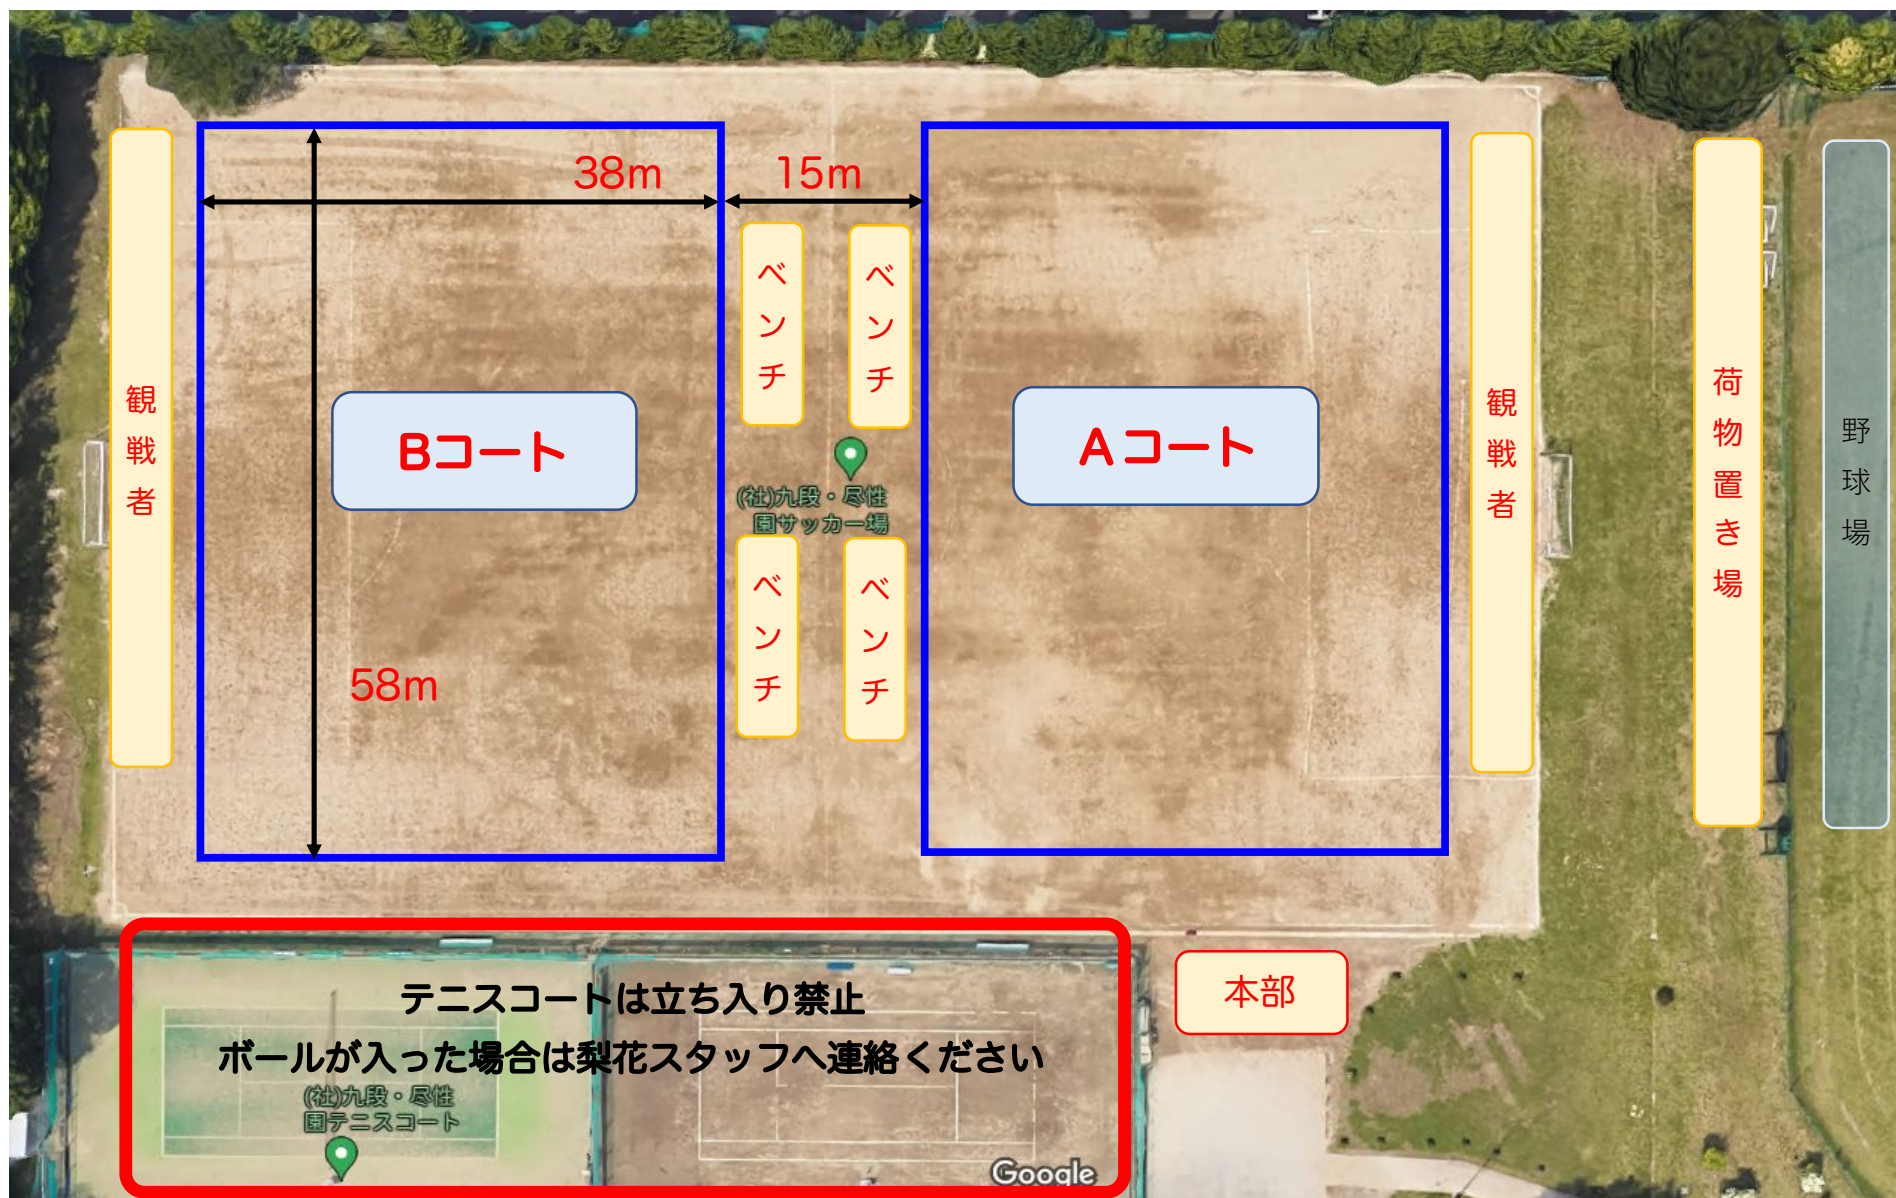 38m
15m
ベンチ
ベンチ
観戦者
Bコート
Aコート
観戦者
荷物置き場
野球場
(社)九段・尽性
園サッカー場
ベンチ
ベンチ
58m
テニスコートは立ち入り禁止
ボールが入った場合は梨花スタッフへ連絡ください
本部
(社)九段・尽性
園テニスコート
Google